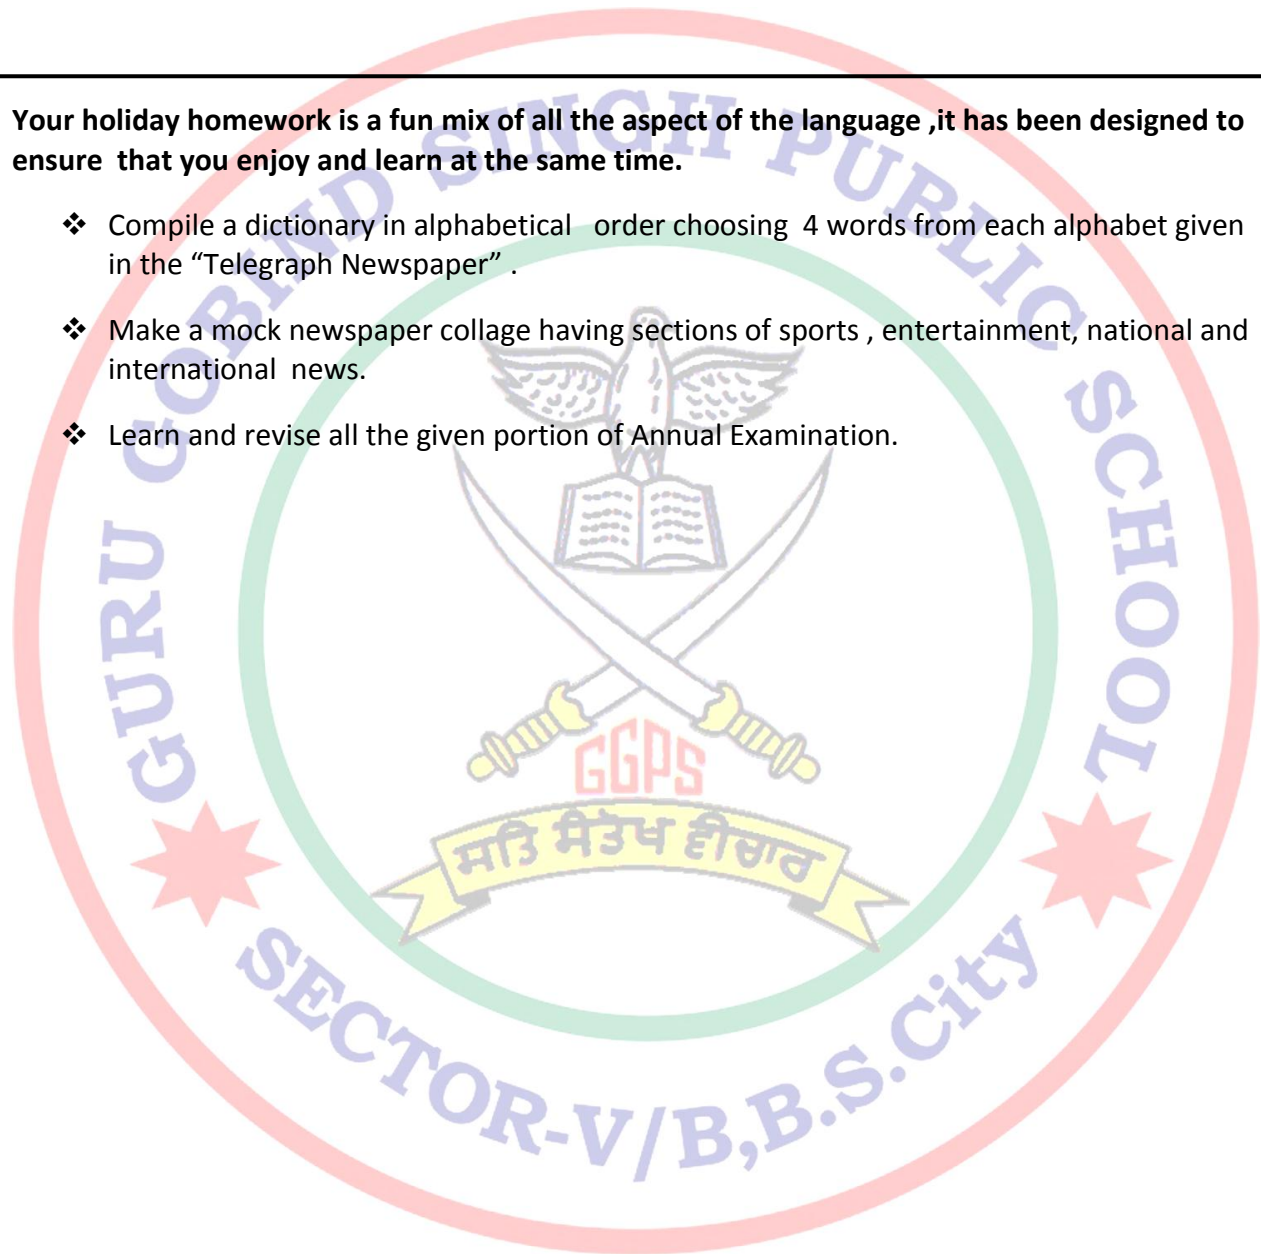 Your holiday homework is a fun mix of all the aspect of the language ,it has been designed to
ensure that you enjoy and learn at the same time.
❖ Compile a dictionary in alphabetical order choosing 4 words from each alphabet given
in the “Telegraph Newspaper” .
❖ Make a mock newspaper collage having sections of sports , entertainment, national and
international news.
❖ Learn and revise all the given portion of Annual Examination.
GURU GOBIND SINGH PUBLIC SCHOOL
GGPS
ਸਤਿ ਸੰਤੋਖ ਵੀਚਾਰ
SECTOR-V/B,B.S.City